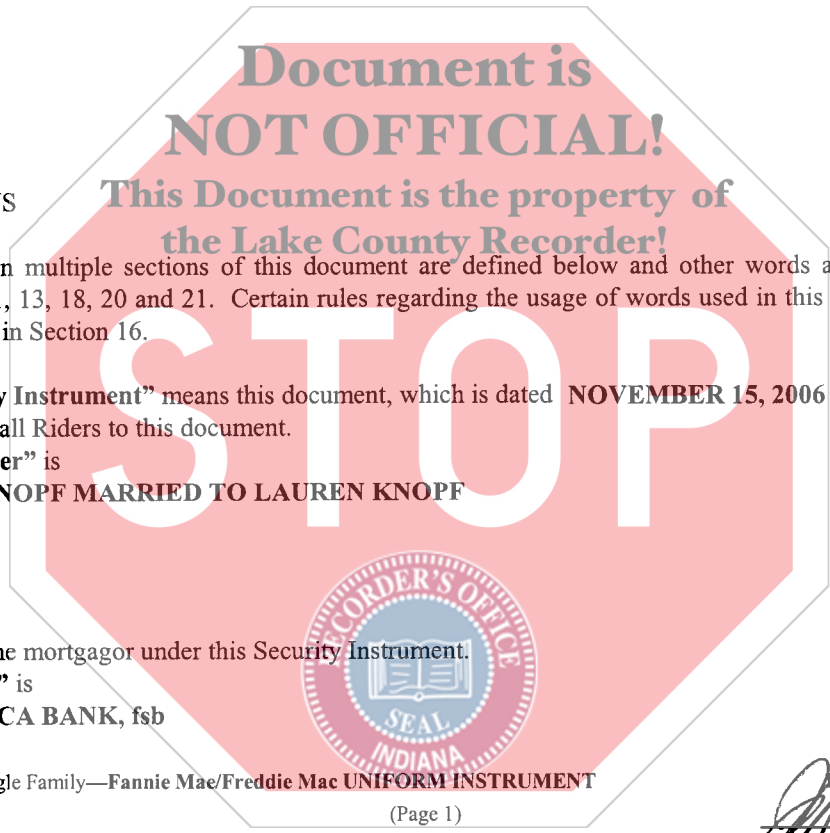 Document is
NOT OFFICIAL!
This Document is the property of
the Lake County Recorder!
n multiple sections of this document are defined below and other words a
, 13, 18, 20 and 21. Certain rules regarding the usage of words used in this
in Section 16.
STOP
y Instrument” means this document, which is dated NOVEMBER 15, 2006
all Riders to this document.
er” is
NOPF MARRIED TO LAUREN KNOPF
RECORDER'S OFFICE
SEAL
INDIANA
he mortgagor under this Security Instrument.
” is
CA BANK, fsb
gle Family—Fannie Mae/Freddie Mac UNIFORM INSTRUMENT
(Page 1)